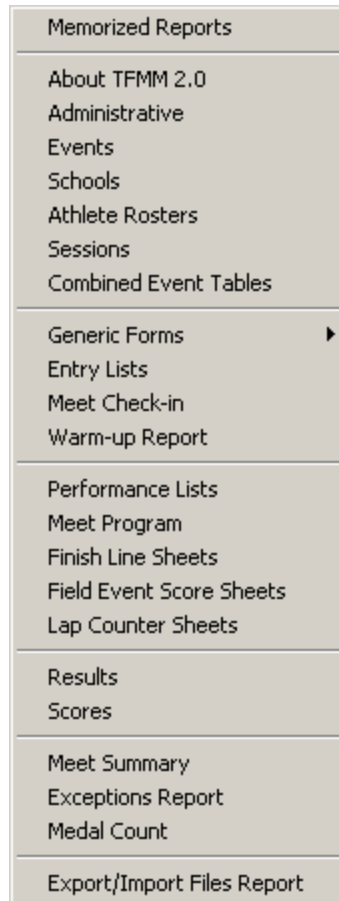 Memorized Reports
About TFMM 2.0
Administrative
Events
Schools
Athlete Rosters
Sessions
Combined Event Tables
Generic Forms
Entry Lists
Meet Check-in
Warm-up Report
Performance Lists
Meet Program
Finish Line Sheets
Field Event Score Sheets
Lap Counter Sheets
Results
Scores
Meet Summary
Exceptions Report
Medal Count
Export/Import Files Report